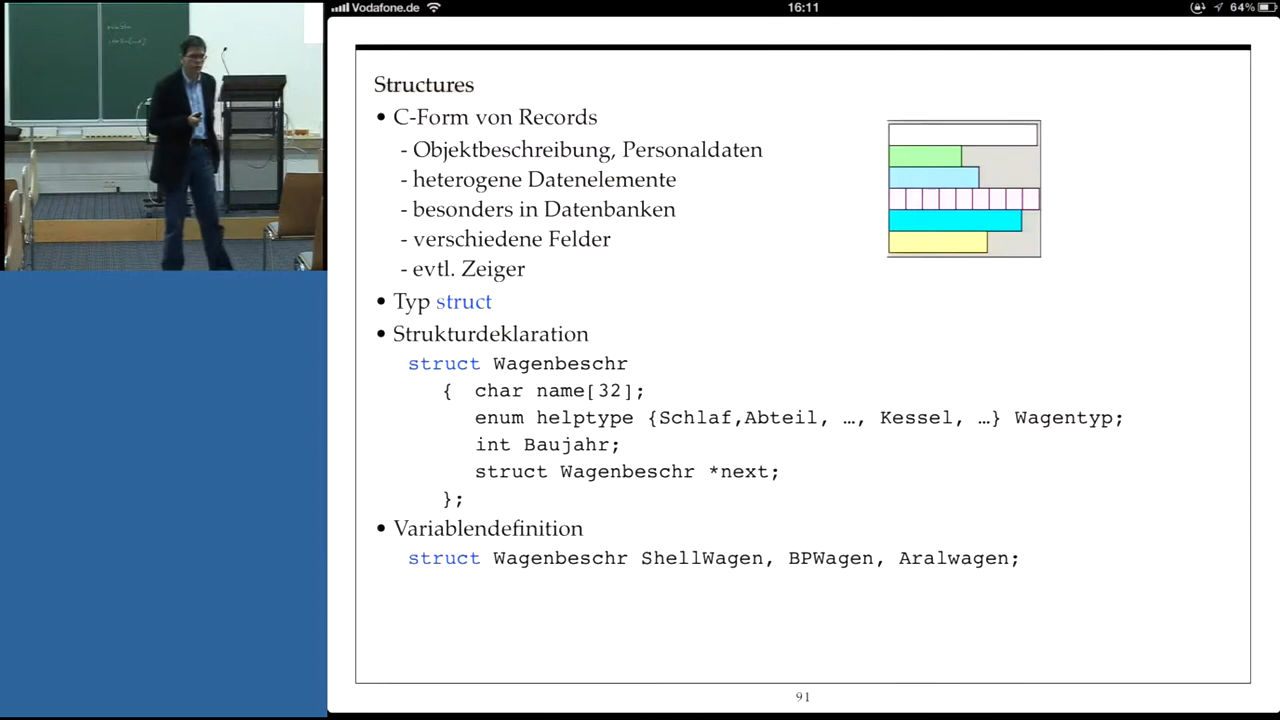 Vodafone.de
16:11
64%
Structures
• C-Form von Records
- Objektbeschreibung, Personaldaten
- heterogene Datenelemente
- besonders in Datenbanken
- verschiedene Felder
- evtl. Zeiger
• Typ struct
• Strukturdeklaration
struct Wagenbeschr
{ char name[32];
enum helptype {Schlaf,Abteil, …, Kessel, …} Wagentyp;
int Baujahr;
struct Wagenbeschr *next;
};
• Variablendefinition
struct Wagenbeschr ShellWagen, BPWagen, Aralwagen;
91